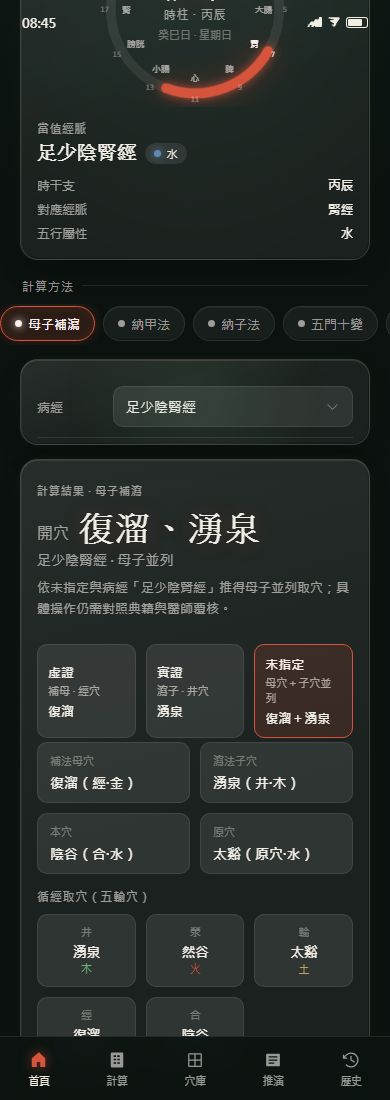 08:45
時柱 · 丙辰
17 腎
大腸 5
癸巳日 · 星期日
膀胱
胃
15
7
小腸
脾
心
13
9
11
當值經脈
足少陰腎經 水
時干支 丙辰
對應經脈 腎經
五行屬性 水
計算方法
母子補瀉 納甲法 納子法 五門十變
病經 足少陰腎經
計算結果 · 母子補瀉
開穴 復溜、湧泉
足少陰腎經 · 母子並列
依未指定與病經「足少陰腎經」推得母子並列取穴；具
體操作仍需對照典籍與醫師覆核。
虛證
補母 · 經穴
復溜
實證
瀉子 · 井穴
湧泉
未指定
母穴＋子穴並
列
復溜＋湧泉
補法母穴
復溜（經·金）
瀉法子穴
湧泉（井·木）
本穴
陰谷（合·水）
原穴
太谿（原穴·水）
循經取穴（五輸穴）
井
湧泉
木
滎
然谷
火
輸
太谿
土
經
復溜
合
陰谷
首頁 計算 穴庫 推演 歷史